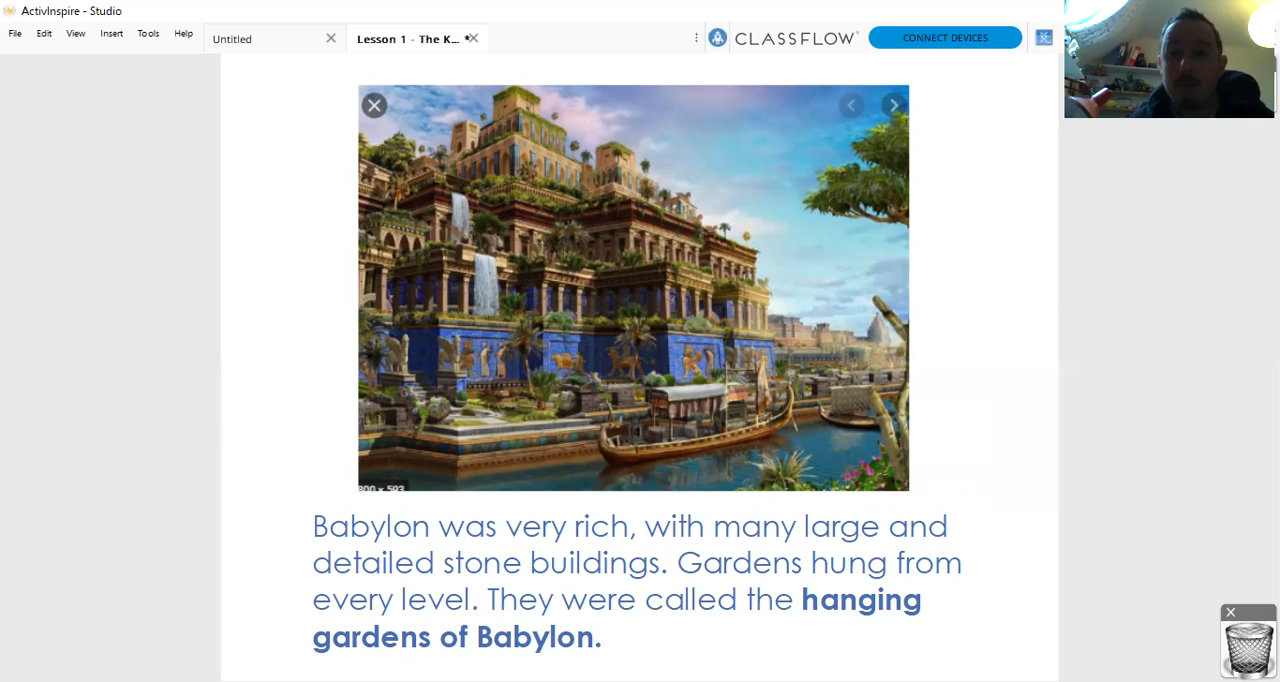 ActivInspire - Studio
File Edit View Insert Tools Help
Untitled
Lesson 1 - The K...
CLASSFLOW
CONNECT DEVICES
Babylon was very rich, with many large and
detailed stone buildings. Gardens hung from
every level. They were called the hanging
gardens of Babylon.